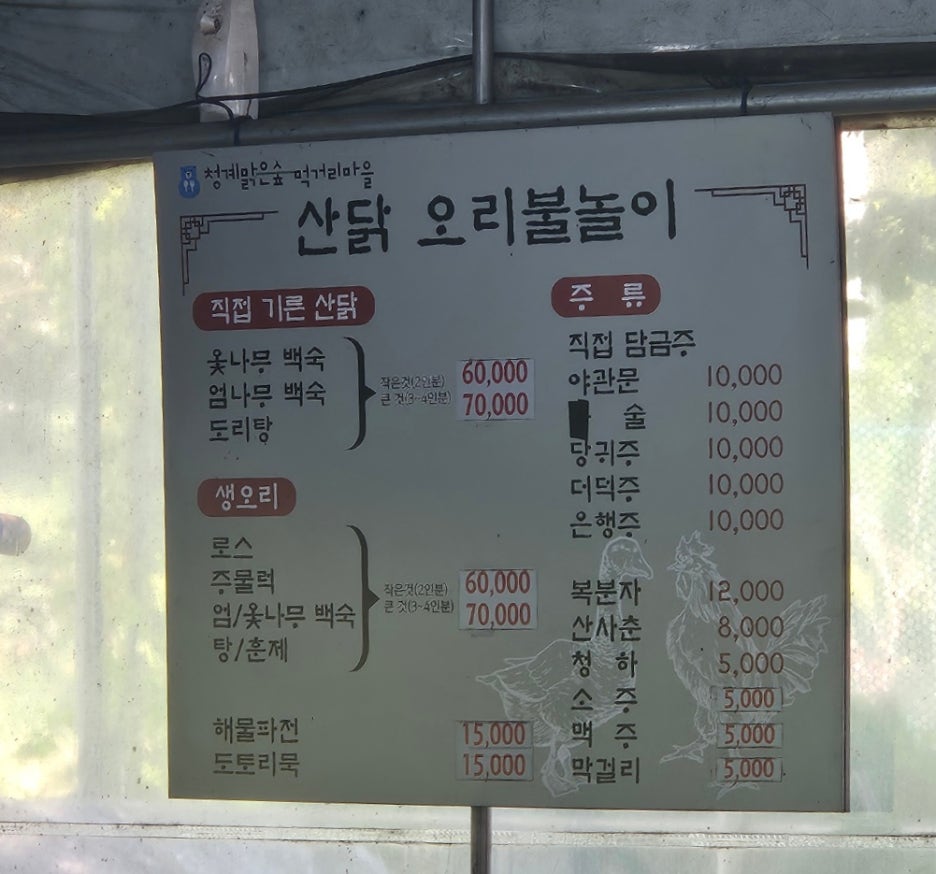 청계맑은숲 먹거리마을
산닭 오리불놀이
직접 기른 산닭
옻나무 백숙
엄나무 백숙
도리탕
작은것(2인분) 60,000
큰 것(3~4인분) 70,000
생오리
로스
주물럭
엄/옻나무 백숙
탕/훈제
작은것(2인분) 60,000
큰 것(3~4인분) 70,000
해물파전 15,000
도토리묵 15,000
주 류
직접 담금주
야관문 10,000
술 10,000
당귀주 10,000
더덕주 10,000
은행주 10,000
복분자 12,000
산사춘 8,000
청 하 5,000
소 주 5,000
맥 주 5,000
막걸리 5,000